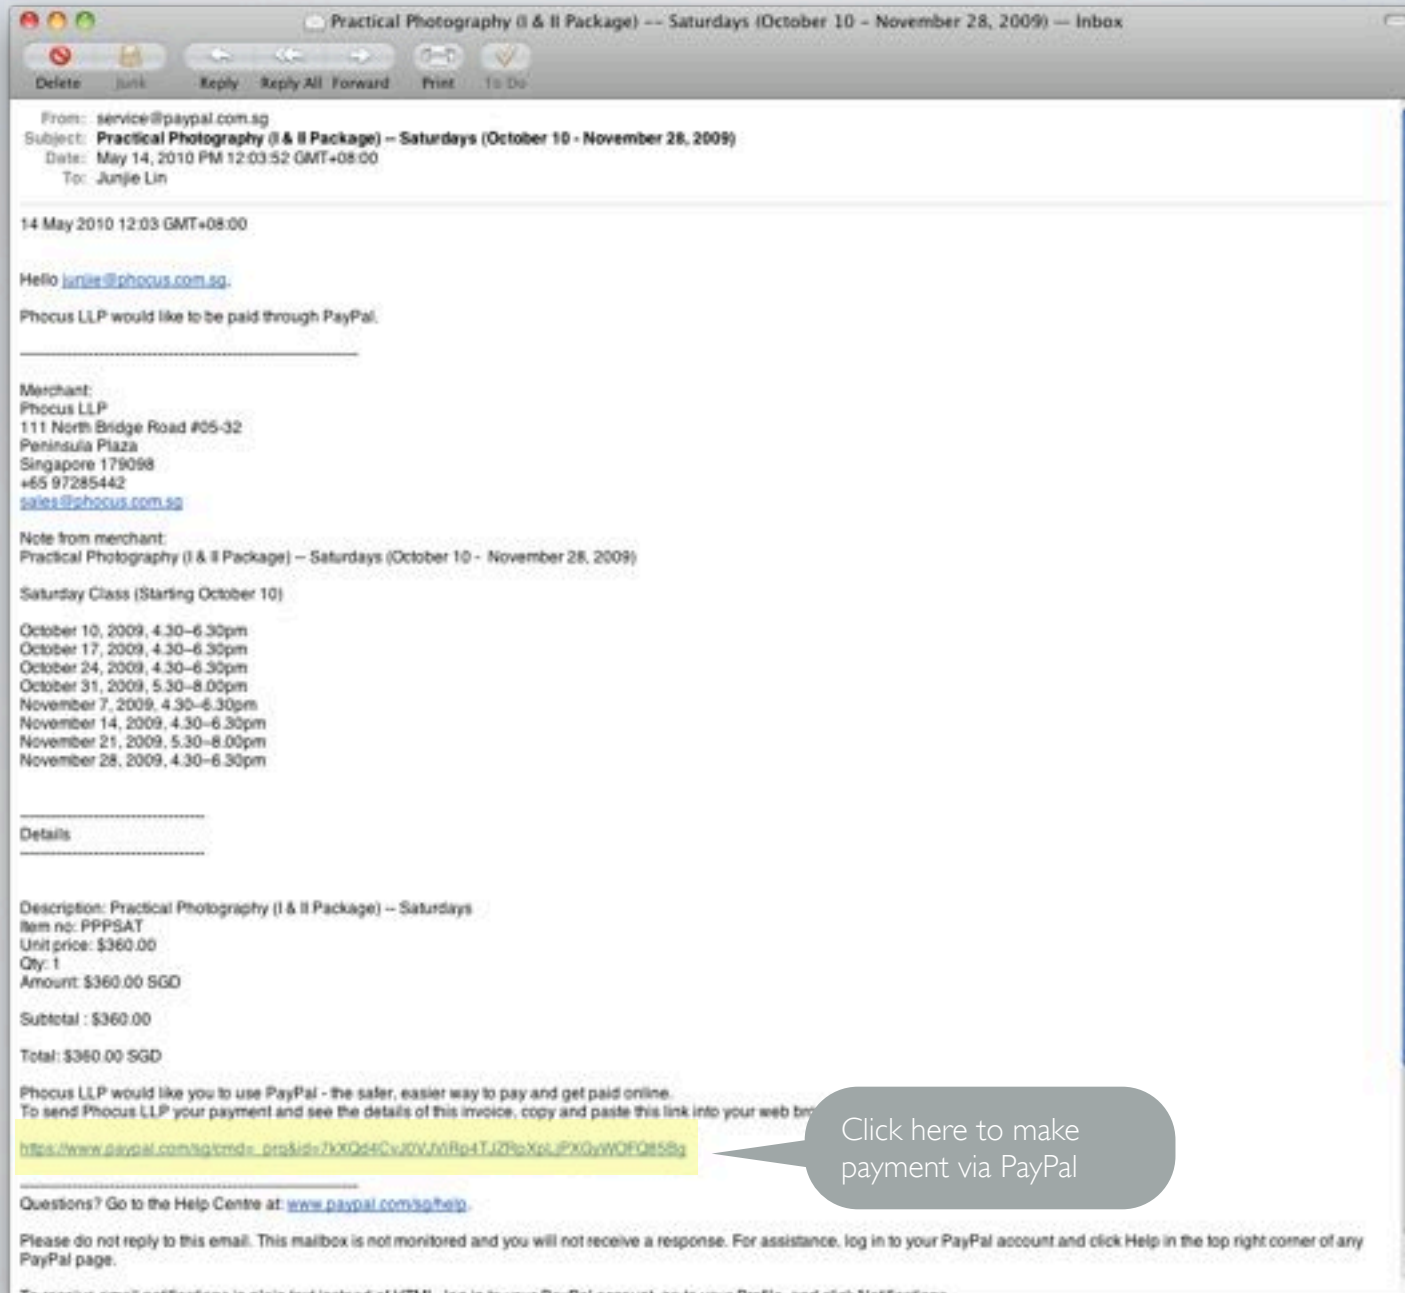 Practical Photography (I & II Package) -- Saturdays (October 10 – November 28, 2009) — Inbox
Delete Junk Reply Reply All Forward Print To Do
From: service@paypal.com.sg
Subject: Practical Photography (I & II Package) -- Saturdays (October 10 - November 28, 2009)
Date: May 14, 2010 PM 12:03:52 GMT+08:00
To: Junjie Lin
14 May 2010 12:03 GMT+08:00
Hello junjie@phocus.com.sg,
Phocus LLP would like to be paid through PayPal.
Merchant:
Phocus LLP
111 North Bridge Road #05-32
Peninsula Plaza
Singapore 179098
+65 97285442
sales@phocus.com.sg
Note from merchant:
Practical Photography (I & II Package) -- Saturdays (October 10 - November 28, 2009)
Saturday Class (Starting October 10)
October 10, 2009, 4.30–6.30pm
October 17, 2009, 4.30–6.30pm
October 24, 2009, 4.30–6.30pm
October 31, 2009, 5.30–8.00pm
November 7, 2009, 4.30–6.30pm
November 14, 2009, 4.30–6.30pm
November 21, 2009, 5.30–8.00pm
November 28, 2009, 4.30–6.30pm
Details
Description: Practical Photography (I & II Package) -- Saturdays
Item no: PPPSAT
Unit price: $360.00
Qty: 1
Amount: $360.00 SGD
Subtotal : $360.00
Total: $360.00 SGD
Phocus LLP would like you to use PayPal - the safer, easier way to pay and get paid online.
To send Phocus LLP your payment and see the details of this invoice, copy and paste this link into your web
Click here to make
payment via PayPal
Questions? Go to the Help Centre at: www.paypal.com/sg/help.
Please do not reply to this email. This mailbox is not monitored and you will not receive a response. For assistance, log in to your PayPal account and click Help in the top right corner of any
PayPal page.